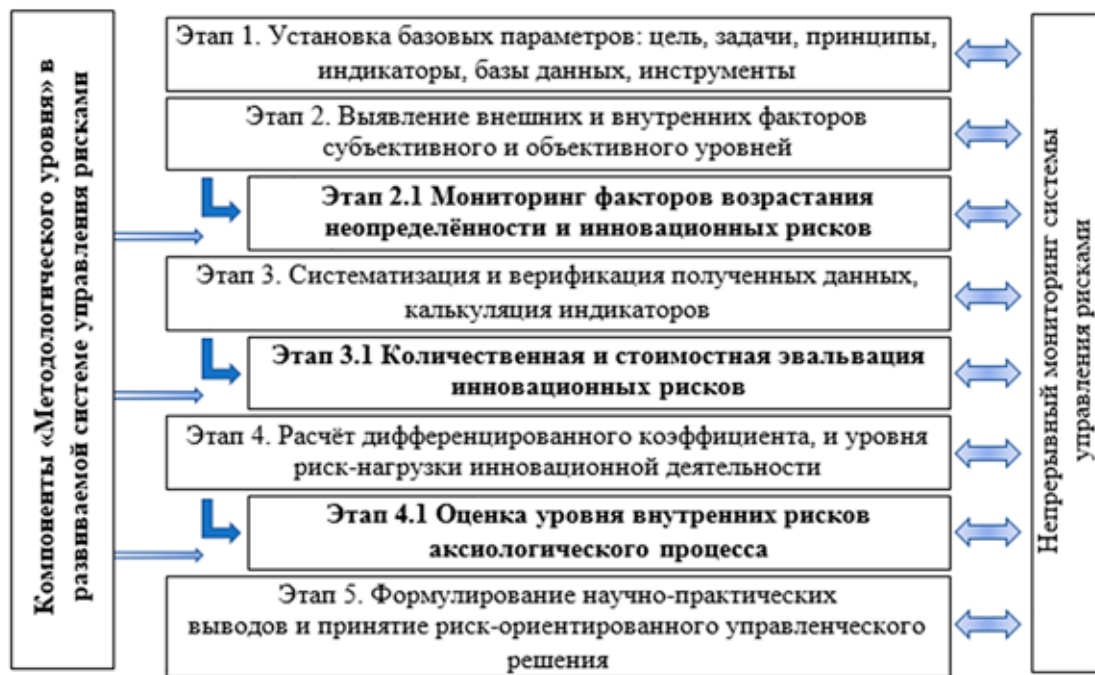 Компоненты «Методологического уровня» в
развиваемой системе управления рисками
Этап 1. Установка базовых параметров: цель, задачи, принципы,
индикаторы, базы данных, инструменты
Этап 2. Выявление внешних и внутренних факторов
субъективного и объективного уровней
Этап 2.1 Мониторинг факторов возрастания
неопределённости и инновационных рисков
Этап 3. Систематизация и верификация полученных данных,
калькуляция индикаторов
Этап 3.1 Количественная и стоимостная эвальвация
инновационных рисков
Этап 4. Расчёт дифференцированного коэффициента, и уровня
риск-нагрузки инновационной деятельности
Этап 4.1 Оценка уровня внутренних рисков
аксиологического процесса
Этап 5. Формулирование научно-практических
выводов и принятие риск-ориентированного управленческого
решения
Непрерывный мониторинг системы
управления рисками